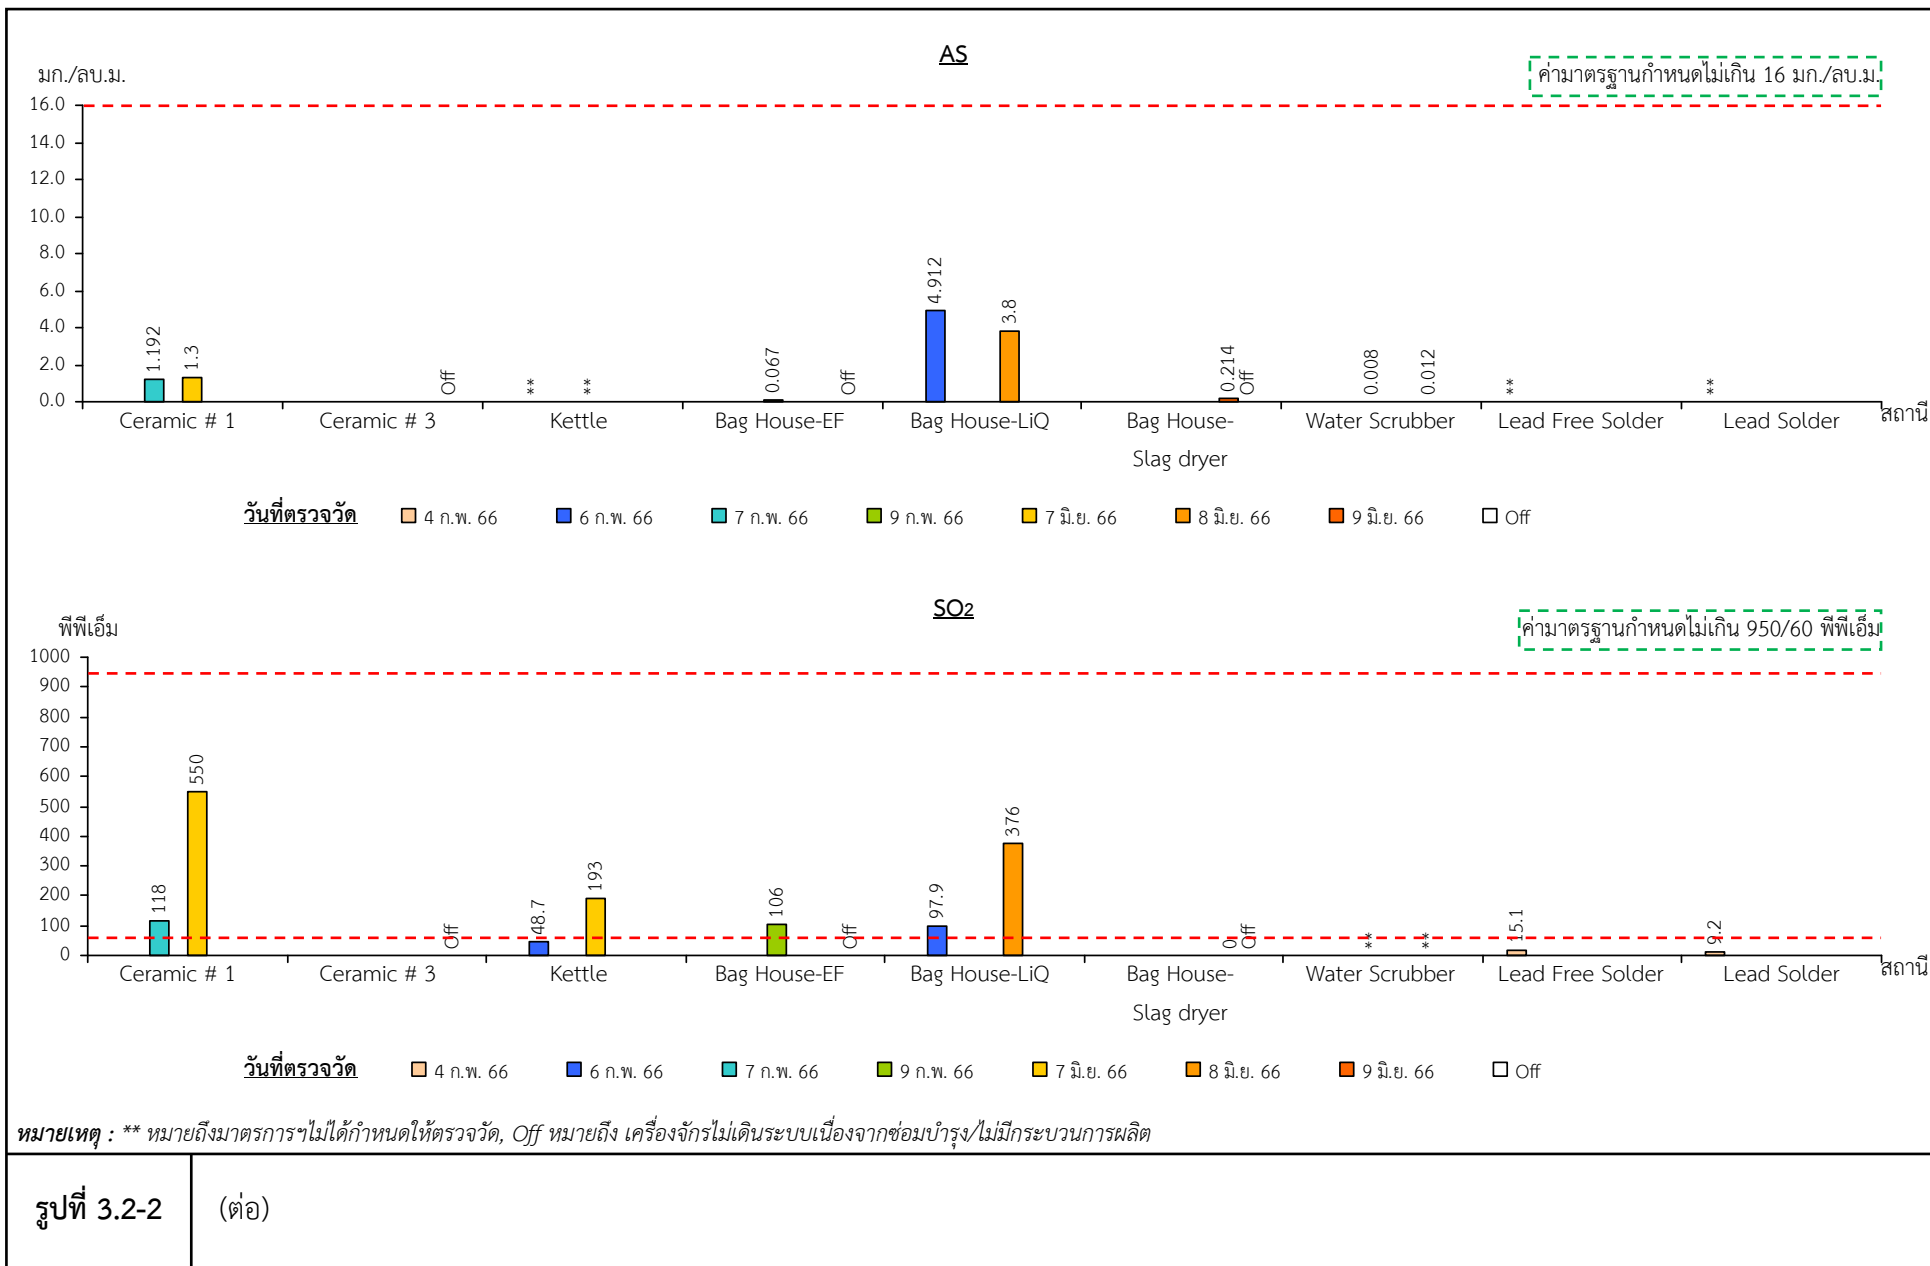 AS
มก./ลบ.ม.
ค่ามาตรฐานกำหนดไม่เกิน 16 มก./ลบ.ม.
16.0
14.0
12.0
10.0
8.0
6.0
4.0
2.0
0.0
1.192
1.3
Off
**
**
0.067
Off
4.912
3.8
0.214
Off
0.008
0.012
**
**
Ceramic # 1
Ceramic # 3
Kettle
Bag House-EF
Bag House-LiQ
Bag House-
Slag dryer
Water Scrubber
Lead Free Solder
Lead Solder
สถานี
วันที่ตรวจวัด 4 ก.พ. 66 6 ก.พ. 66 7 ก.พ. 66 9 ก.พ. 66 7 มิ.ย. 66 8 มิ.ย. 66 9 มิ.ย. 66 Off
SO2
พีพีเอ็ม
ค่ามาตรฐานกำหนดไม่เกิน 950/60 พีพีเอ็ม
1000
900
800
700
600
500
400
300
200
100
0
118
550
Off
48.7
193
106
Off
97.9
376
0
Off
**
**
15.1
9.2
Ceramic # 1
Ceramic # 3
Kettle
Bag House-EF
Bag House-LiQ
Bag House-
Slag dryer
Water Scrubber
Lead Free Solder
Lead Solder
สถานี
วันที่ตรวจวัด 4 ก.พ. 66 6 ก.พ. 66 7 ก.พ. 66 9 ก.พ. 66 7 มิ.ย. 66 8 มิ.ย. 66 9 มิ.ย. 66 Off
หมายเหตุ : ** หมายถึงมาตรการฯไม่ได้กำหนดให้ตรวจวัด, Off หมายถึง เครื่องจักรไม่เดินระบบเนื่องจากซ่อมบำรุง/ไม่มีกระบวนการผลิต
รูปที่ 3.2-2 (ต่อ)